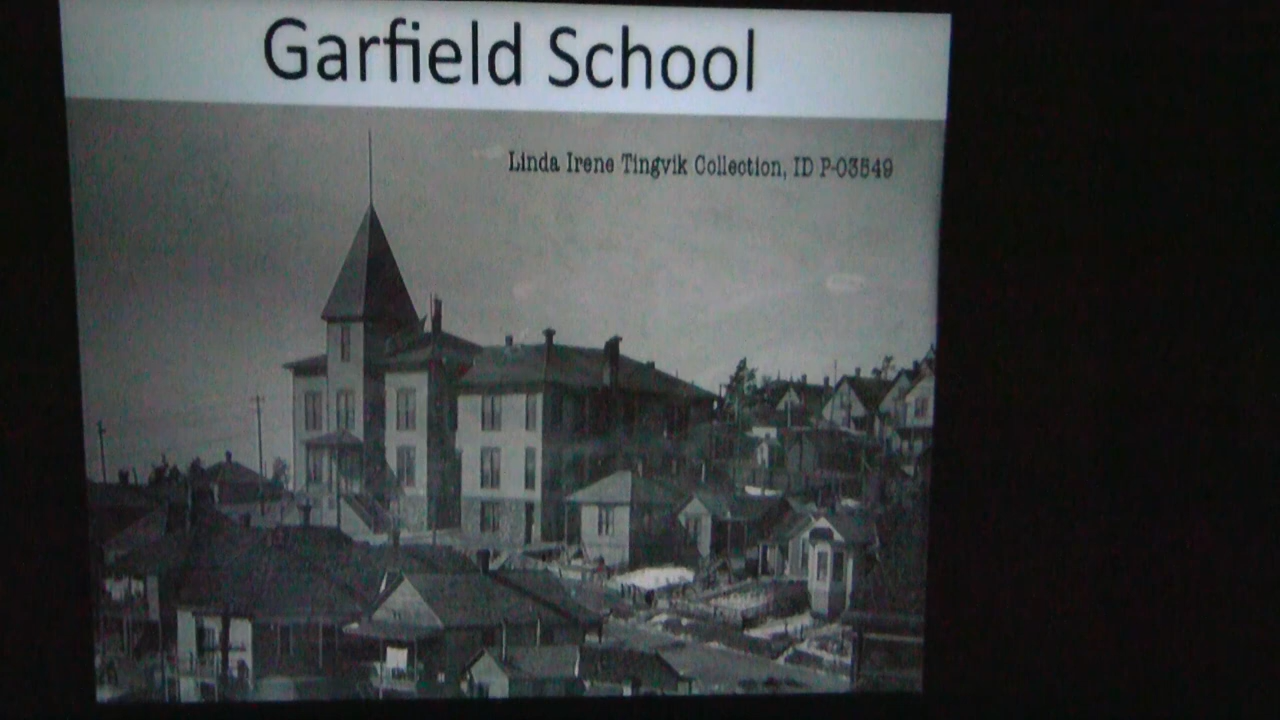 Garfield School
Linda Irene Tingvik Collection, ID P-03549